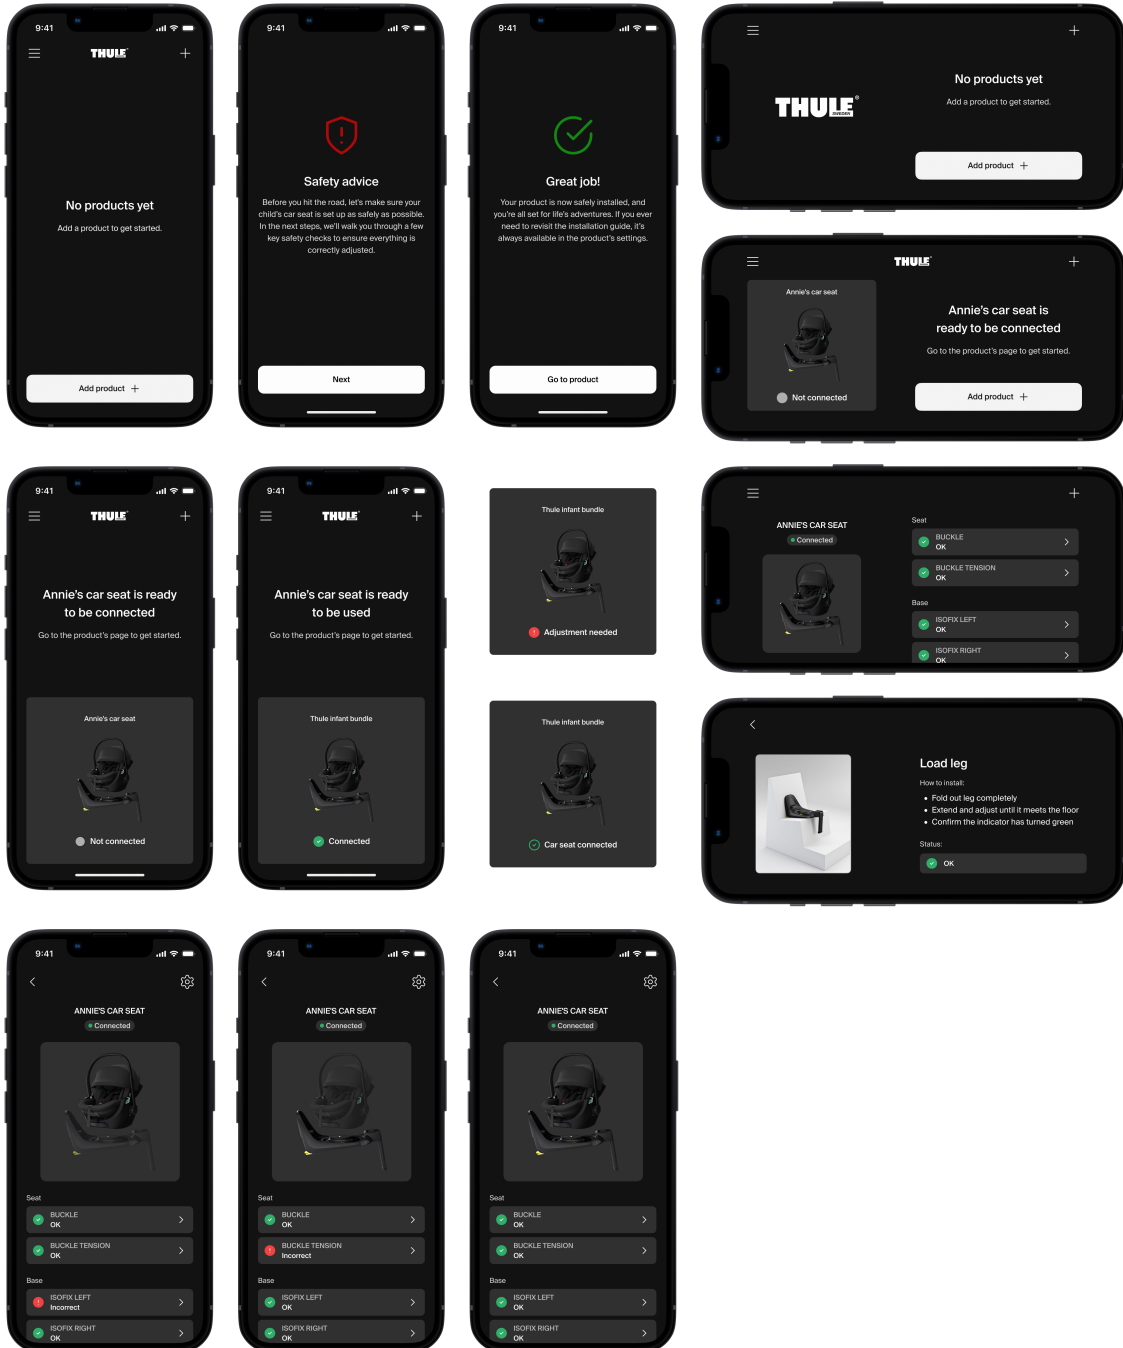 9:41
THULE
No products yet
Add a product to get started.
Add product +
9:41
Safety advice
Before you hit the road, let's make sure your
child's car seat is set up as safely as possible.
In the next steps, we'll walk you through a few
key safety checks to ensure everything is
correctly adjusted.
Next
9:41
Great job!
Your product is now safely installed, and
you're all set for life's adventures. If you ever
need to revisit the installation guide, it's
always available in the product's settings.
Go to product
THULE®
SWEDEN
No products yet
Add a product to get started.
Add product +
THULE
Annie's car seat
Not connected
Annie's car seat is
ready to be connected
Go to the product's page to get started.
Add product +
9:41
THULE
Annie's car seat is ready
to be connected
Go to the product's page to get started.
Annie's car seat
Not connected
9:41
THULE
Annie's car seat is ready
to be used
Go to the product's page to get started.
Thule infant bundle
Connected
Thule infant bundle
Adjustment needed
Thule infant bundle
Car seat connected
ANNIE'S CAR SEAT
Connected
Seat
BUCKLE
OK
BUCKLE TENSION
OK
Base
ISOFIX LEFT
OK
ISOFIX RIGHT
OK
Load leg
How to install:
• Fold out leg completely
• Extend and adjust until it meets the floor
• Confirm the indicator has turned green
Status:
OK
9:41
ANNIE'S CAR SEAT
Connected
Seat
BUCKLE
OK
BUCKLE TENSION
OK
Base
ISOFIX LEFT
Incorrect
ISOFIX RIGHT
OK
9:41
ANNIE'S CAR SEAT
Connected
Seat
BUCKLE
OK
BUCKLE TENSION
Incorrect
Base
ISOFIX LEFT
OK
ISOFIX RIGHT
OK
9:41
ANNIE'S CAR SEAT
Connected
Seat
BUCKLE
OK
BUCKLE TENSION
OK
Base
ISOFIX LEFT
OK
ISOFIX RIGHT
OK